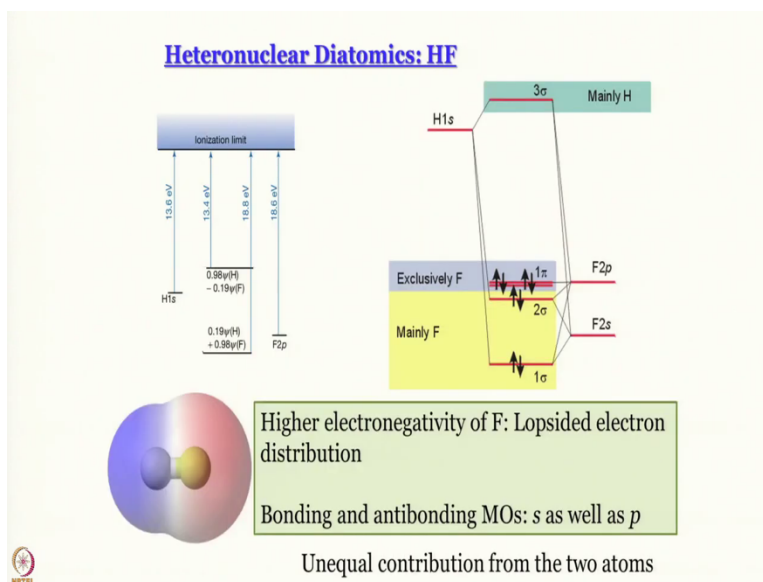 Heteronuclear Diatomics: HF
Ionization limit
13.6 eV
13.4 eV
18.8 eV
18.6 eV
0.98ψ(H)
− 0.19ψ(F)
H1s
0.19ψ(H)
+ 0.98ψ(F)
F2p
3σ
Mainly H
H1s
Exclusively F
1π
F2p
Mainly F
2σ
F2s
1σ
Higher electronegativity of F: Lopsided electron
distribution
Bonding and antibonding MOs: s as well as p
Unequal contribution from the two atoms
NPTEL